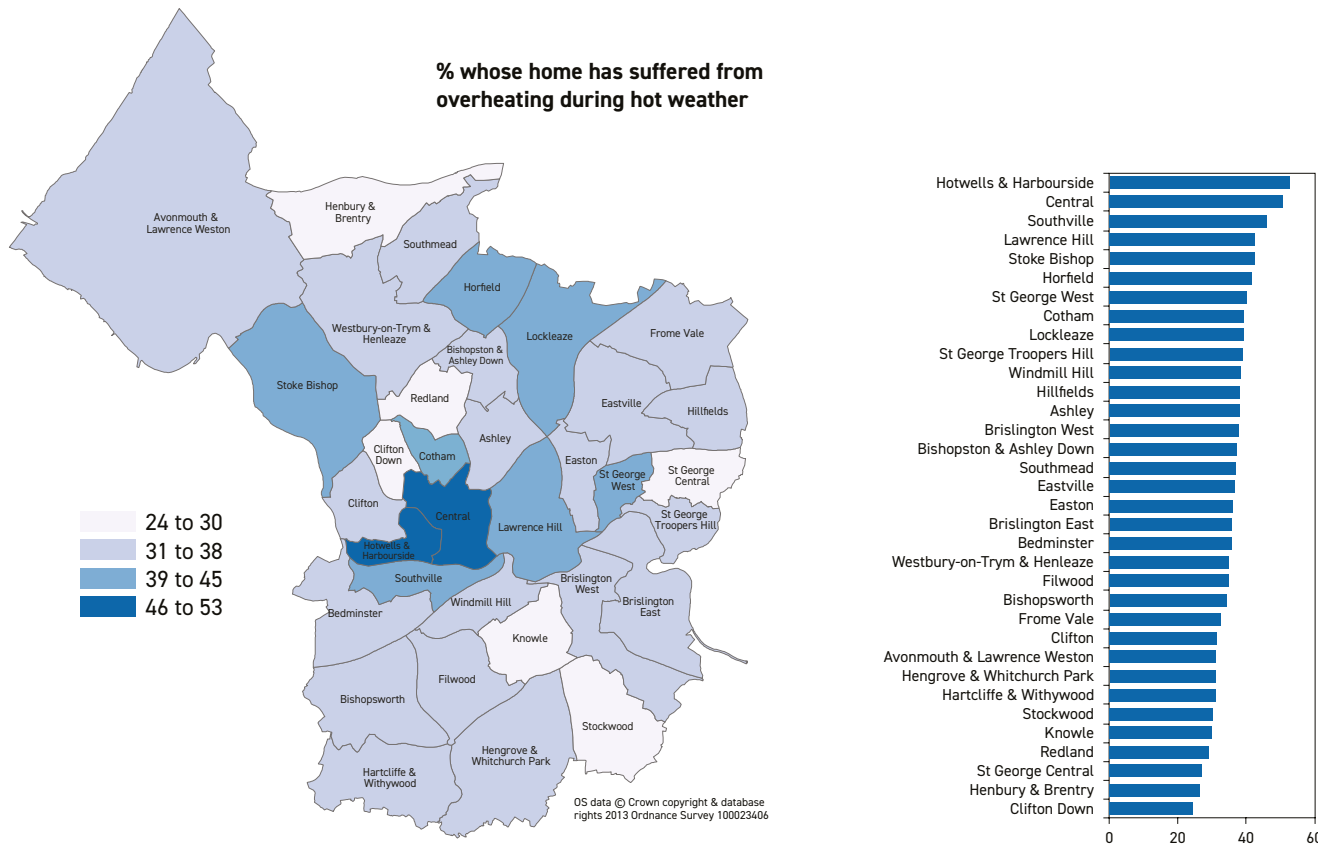 % whose home has suffered from
overheating during hot weather
Avonmouth &
Lawrence Weston
Henbury &
Brentry
Southmead
Horfield
Lockleaze
Westbury-on-Trym &
Henleaze
Bishopston &
Ashley Down
Frome Vale
Stoke Bishop
Redland
Eastville
Hillfields
Ashley
Clifton
Down
Cotham
Easton
St George
West
St George
Central
Clifton
Central
Lawrence Hill
St George
Troopers Hill
Hotwells &
Harbourside
Southville
Brislington
West
Windmill Hill
Brislington
East
Bedminster
Knowle
Filwood
Bishopsworth
Stockwood
Hengrove &
Whitchurch Park
Hartcliffe &
Withywood
24 to 30
31 to 38
39 to 45
46 to 53
OS data © Crown copyright & database
rights 2013 Ordnance Survey 100023406
Hotwells & Harbourside
Central
Southville
Lawrence Hill
Stoke Bishop
Horfield
St George West
Cotham
Lockleaze
St George Troopers Hill
Windmill Hill
Hillfields
Ashley
Brislington West
Bishopston & Ashley Down
Southmead
Eastville
Easton
Brislington East
Bedminster
Westbury-on-Trym & Henleaze
Filwood
Bishopsworth
Frome Vale
Clifton
Avonmouth & Lawrence Weston
Hengrove & Whitchurch Park
Hartcliffe & Withywood
Stockwood
Knowle
Redland
St George Central
Henbury & Brentry
Clifton Down
0 20 40 60